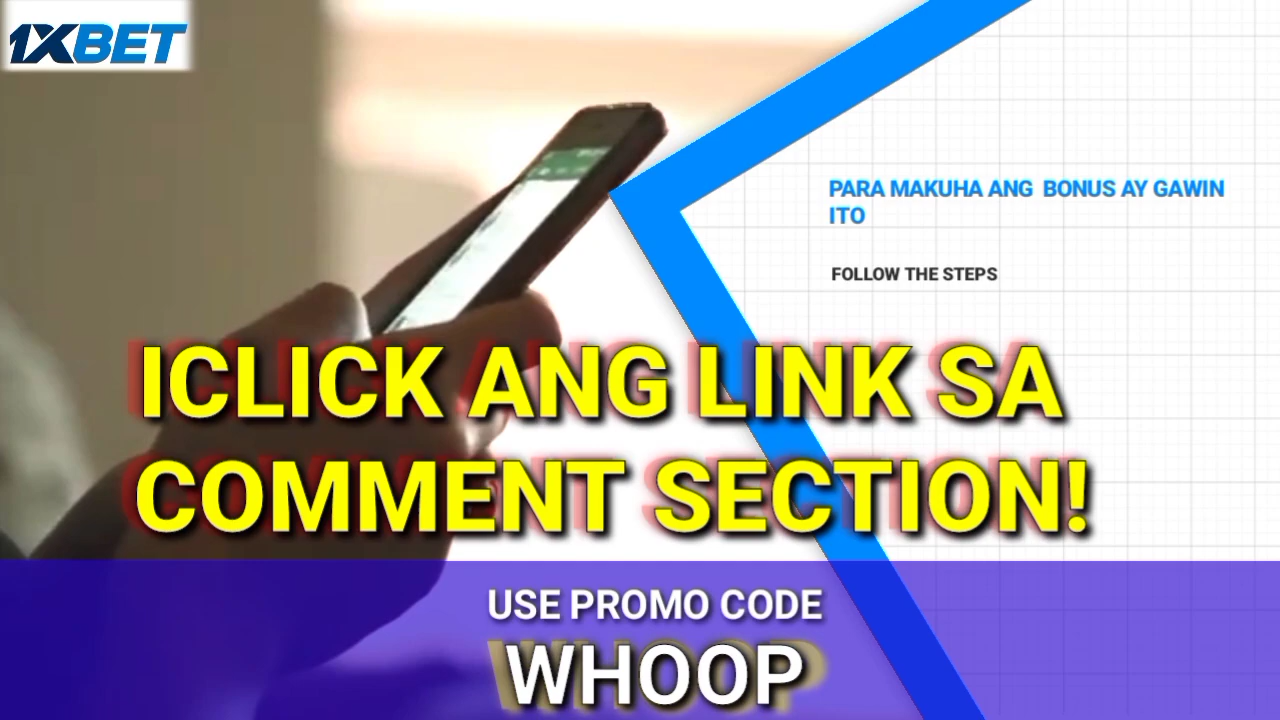 1XBET
PARA MAKUHA ANG BONUS AY GAWIN
ITO
FOLLOW THE STEPS
ICLICK ANG LINK SA
COMMENT SECTION!
USE PROMO CODE
WHOOP